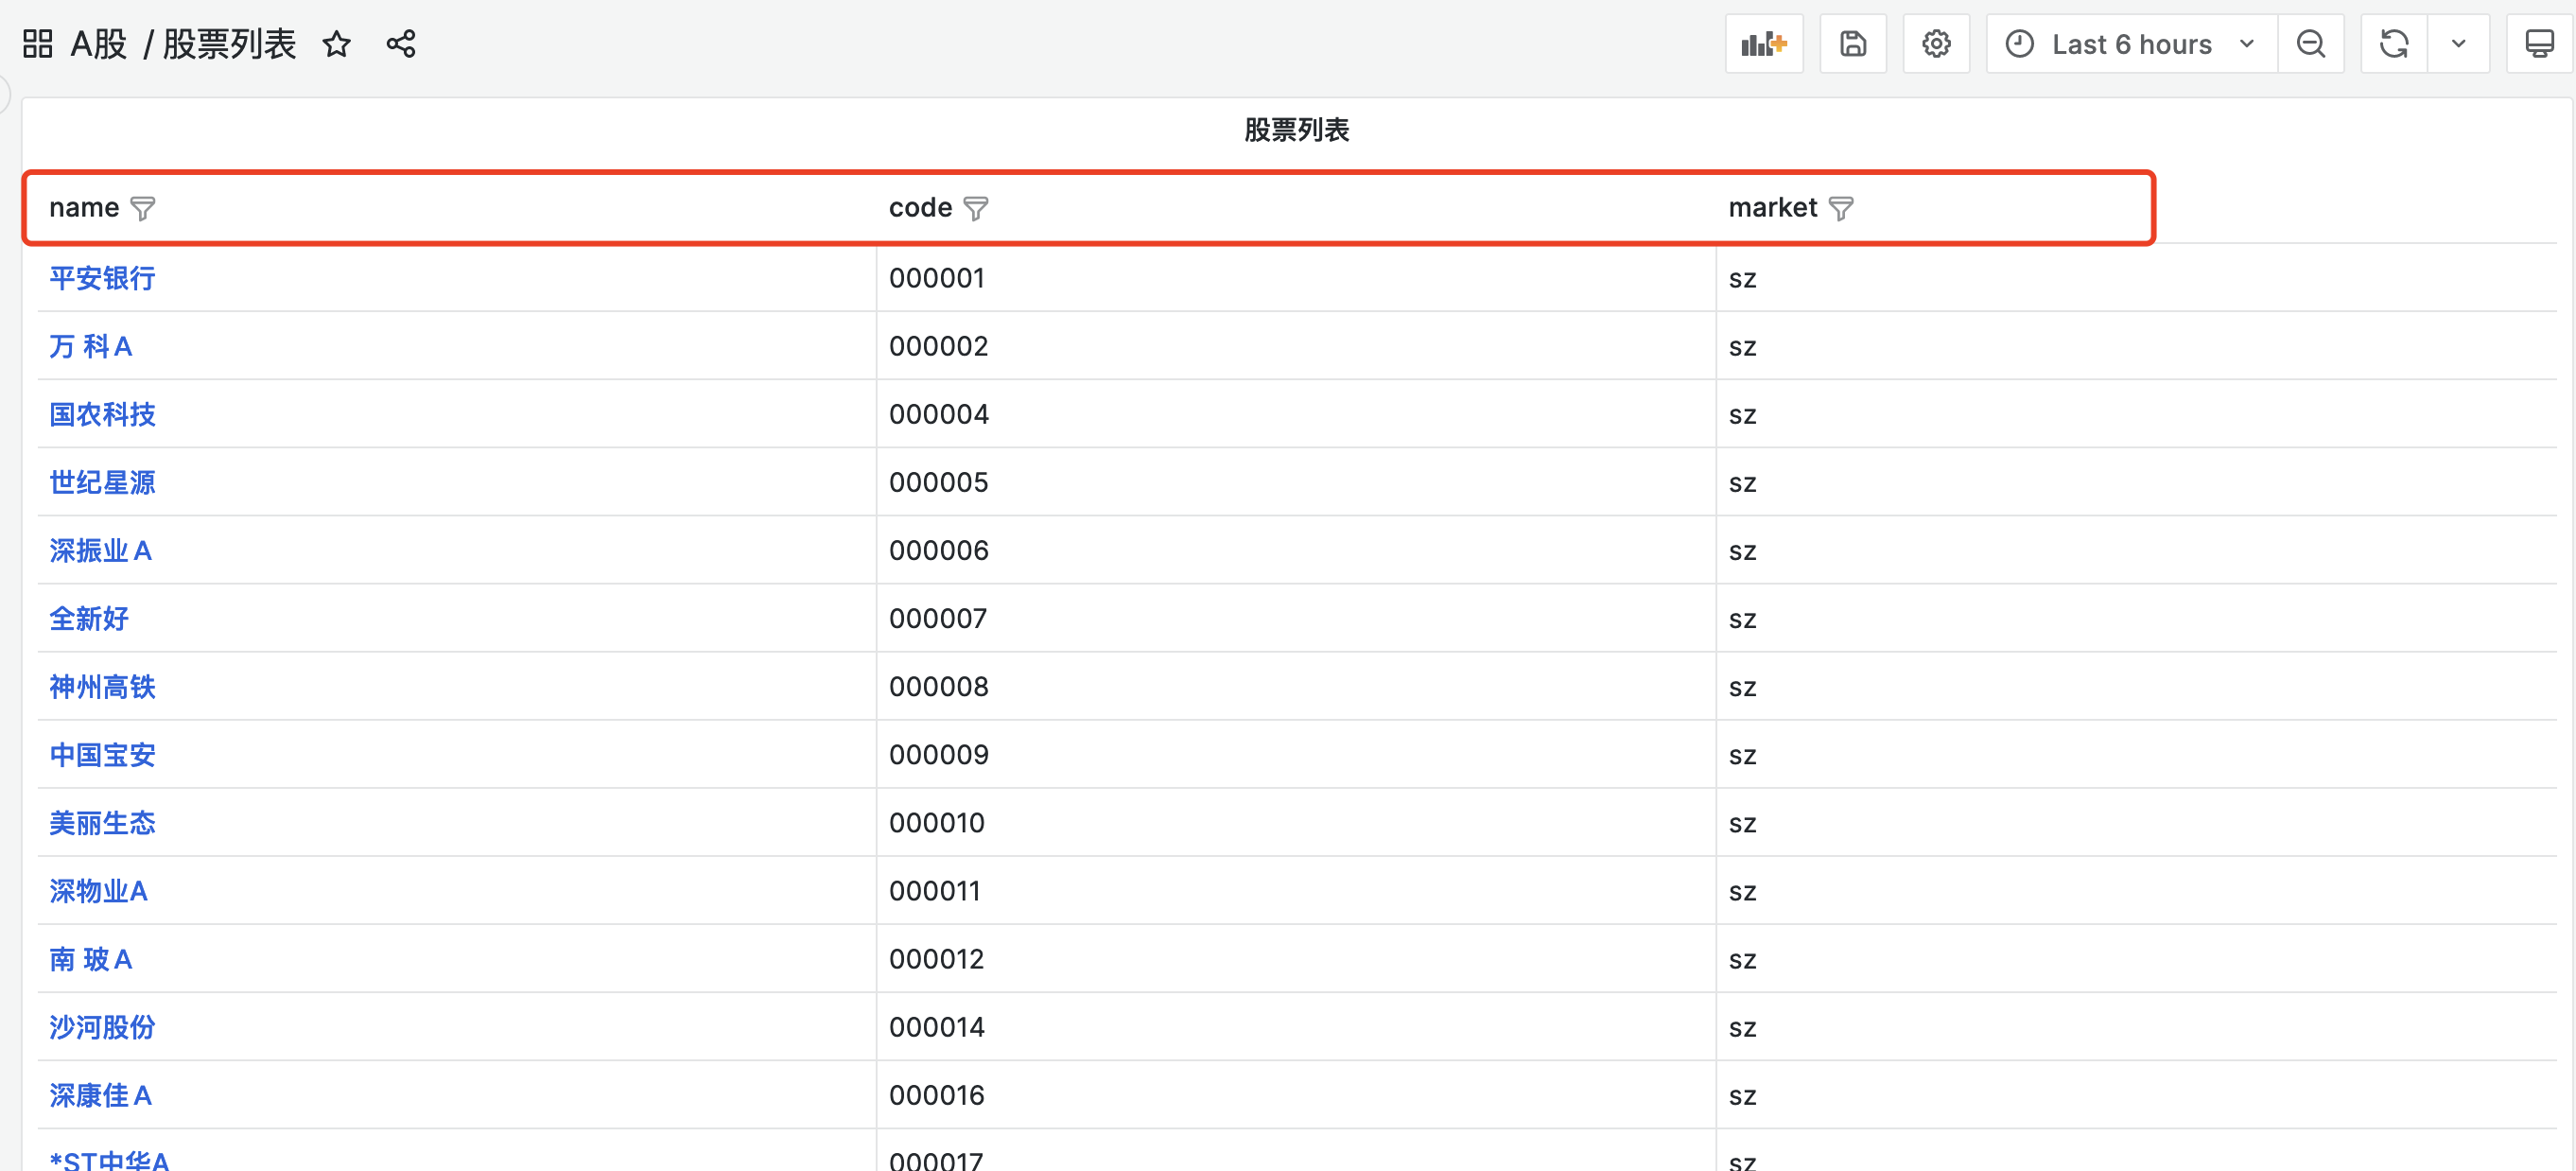 A股 / 股票列表 Last 6 hours
股票列表
name code market
平安银行 000001 sz
万 科A 000002 sz
国农科技 000004 sz
世纪星源 000005 sz
深振业A 000006 sz
全新好 000007 sz
神州高铁 000008 sz
中国宝安 000009 sz
美丽生态 000010 sz
深物业A 000011 sz
南 玻A 000012 sz
沙河股份 000014 sz
深康佳A 000016 sz
*ST中华A 000017 sz